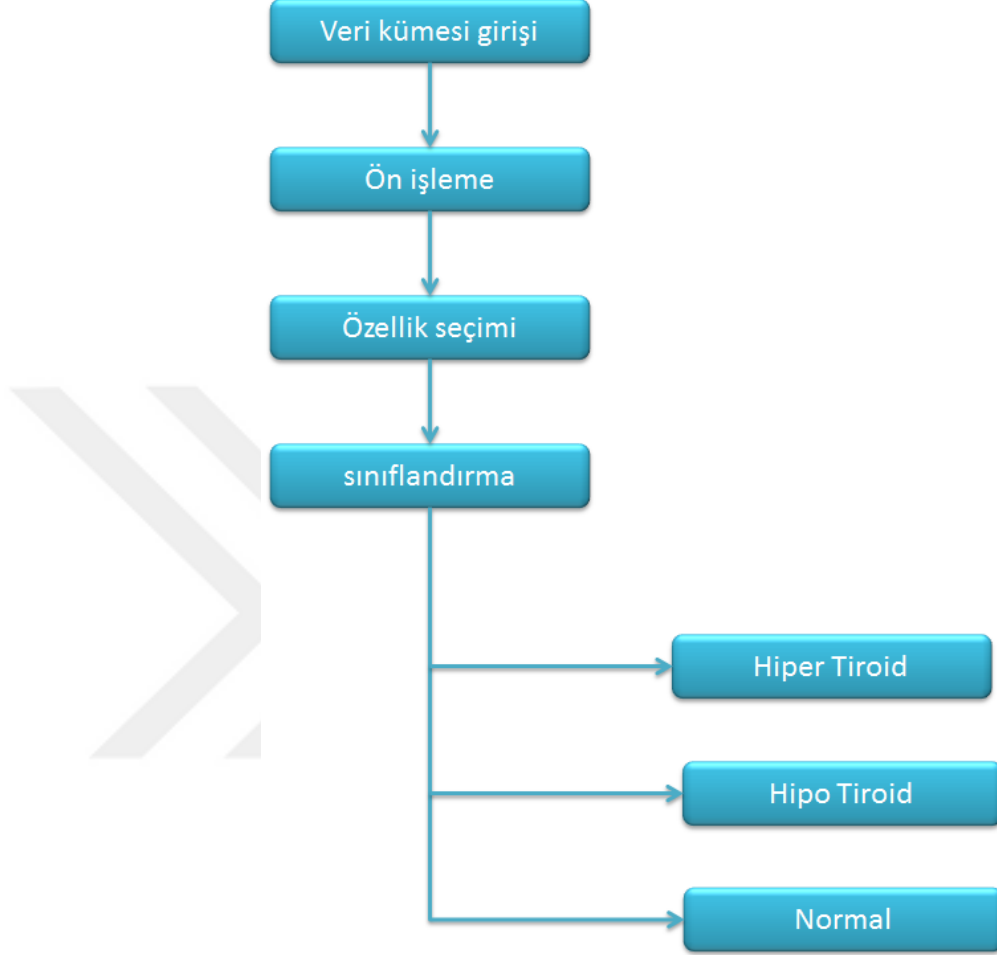 Veri kümesi girişi
Ön işleme
Özellik seçimi
sınıflandırma
Hiper Tiroid
Hipo Tiroid
Normal